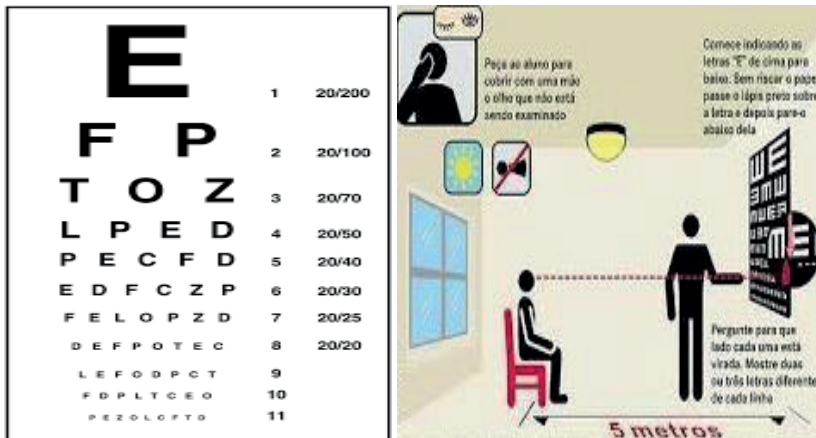 E 1 20/200
F P 2 20/100
T O Z 3 20/70
L P E D 4 20/50
P E C F D 5 20/40
E D F C Z P 6 20/30
F E L O P Z D 7 20/25
D E F P O T E C 8 20/20
L E F O D P C T 9
F D P L T C E O 10
P E Z O L C F T D 11
Peça ao aluno para
cobrir com uma mão
o olho que não está
sendo examinado
Comece indicando as
letras "E" de cima para
baixo. Sem riscar o pape
passe o lápis preto sobre
a letra e depois pare-o
abaixo dela
Pergunte para que
lado cada uma está
virada. Mostre duas
ou três letras diferente
de cada linha
5 metros